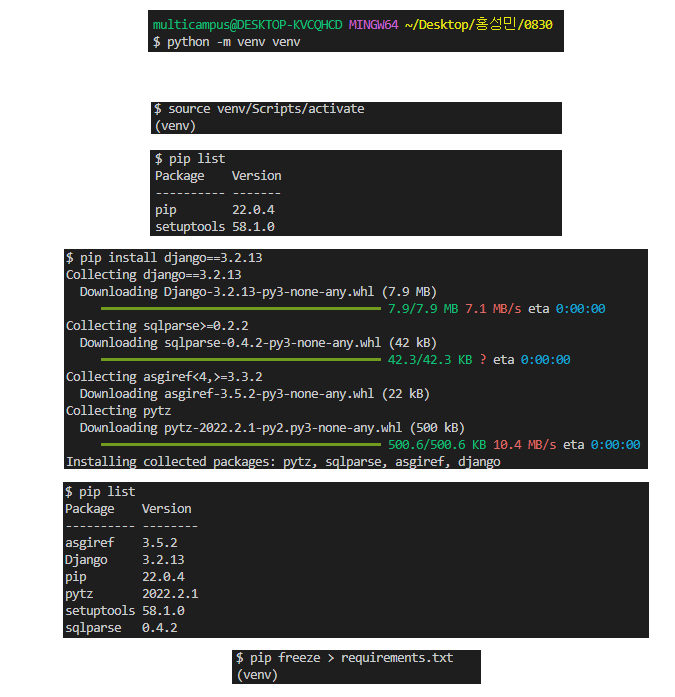 multicampus@DESKTOP-KVCQHCD MINGW64 ~/Desktop/홍성민/0830
$ python -m venv venv
$ source venv/Scripts/activate
(venv)
$ pip list
Package    Version
---------- -------
pip        22.0.4
setuptools 58.1.0
$ pip install django==3.2.13
Collecting django==3.2.13
  Downloading Django-3.2.13-py3-none-any.whl (7.9 MB)
7.9/7.9 MB 7.1 MB/s eta 0:00:00
Collecting sqlparse>=0.2.2
  Downloading sqlparse-0.4.2-py3-none-any.whl (42 kB)
42.3/42.3 KB ? eta 0:00:00
Collecting asgiref<4,>=3.3.2
  Downloading asgiref-3.5.2-py3-none-any.whl (22 kB)
Collecting pytz
  Downloading pytz-2022.2.1-py2.py3-none-any.whl (500 kB)
500.6/500.6 KB 10.4 MB/s eta 0:00:00
Installing collected packages: pytz, sqlparse, asgiref, django
$ pip list
Package    Version
---------- --------
asgiref    3.5.2
Django     3.2.13
pip        22.0.4
pytz       2022.2.1
setuptools 58.1.0
sqlparse   0.4.2
$ pip freeze > requirements.txt
(venv)